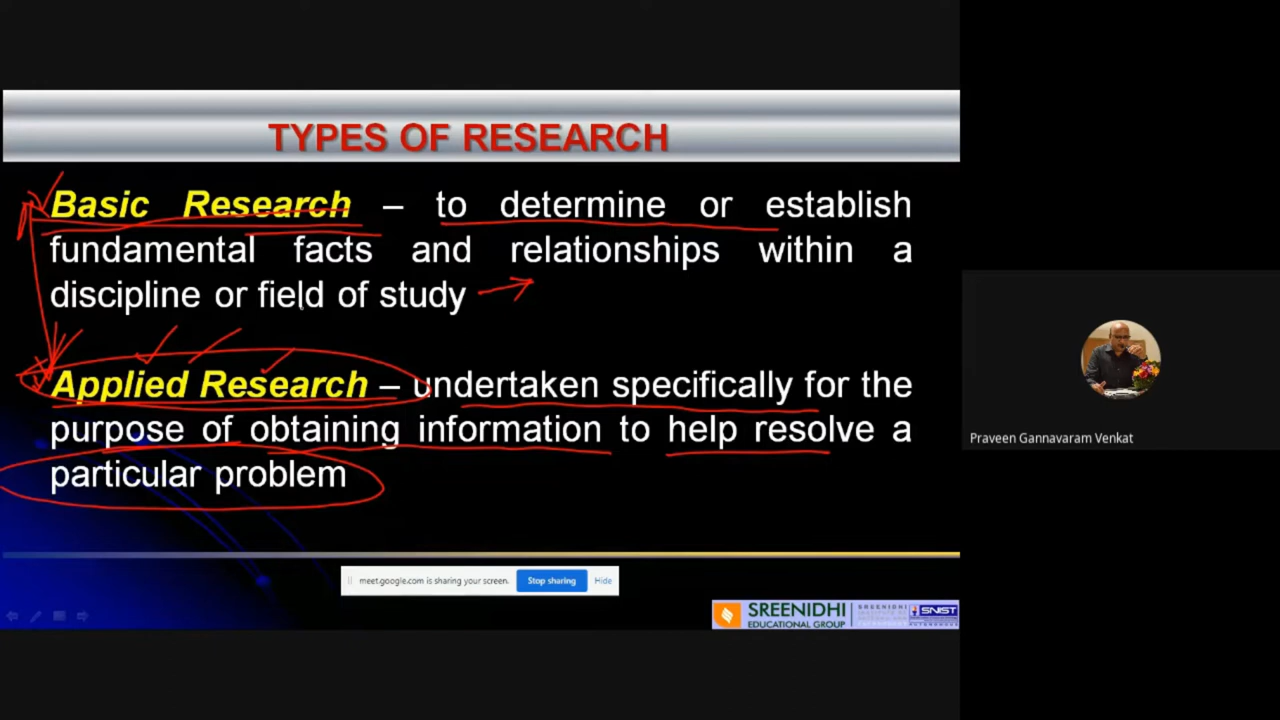 TYPES OF RESEARCH
Basic Research – to determine or establish
fundamental facts and relationships within a
discipline or field of study
Applied Research – undertaken specifically for the
purpose of obtaining information to help resolve a
particular problem
Praveen Gannavaram Venkat
meet.google.com is sharing your screen. Stop sharing Hide
SREENIDHI
EDUCATIONAL GROUP
SNIST